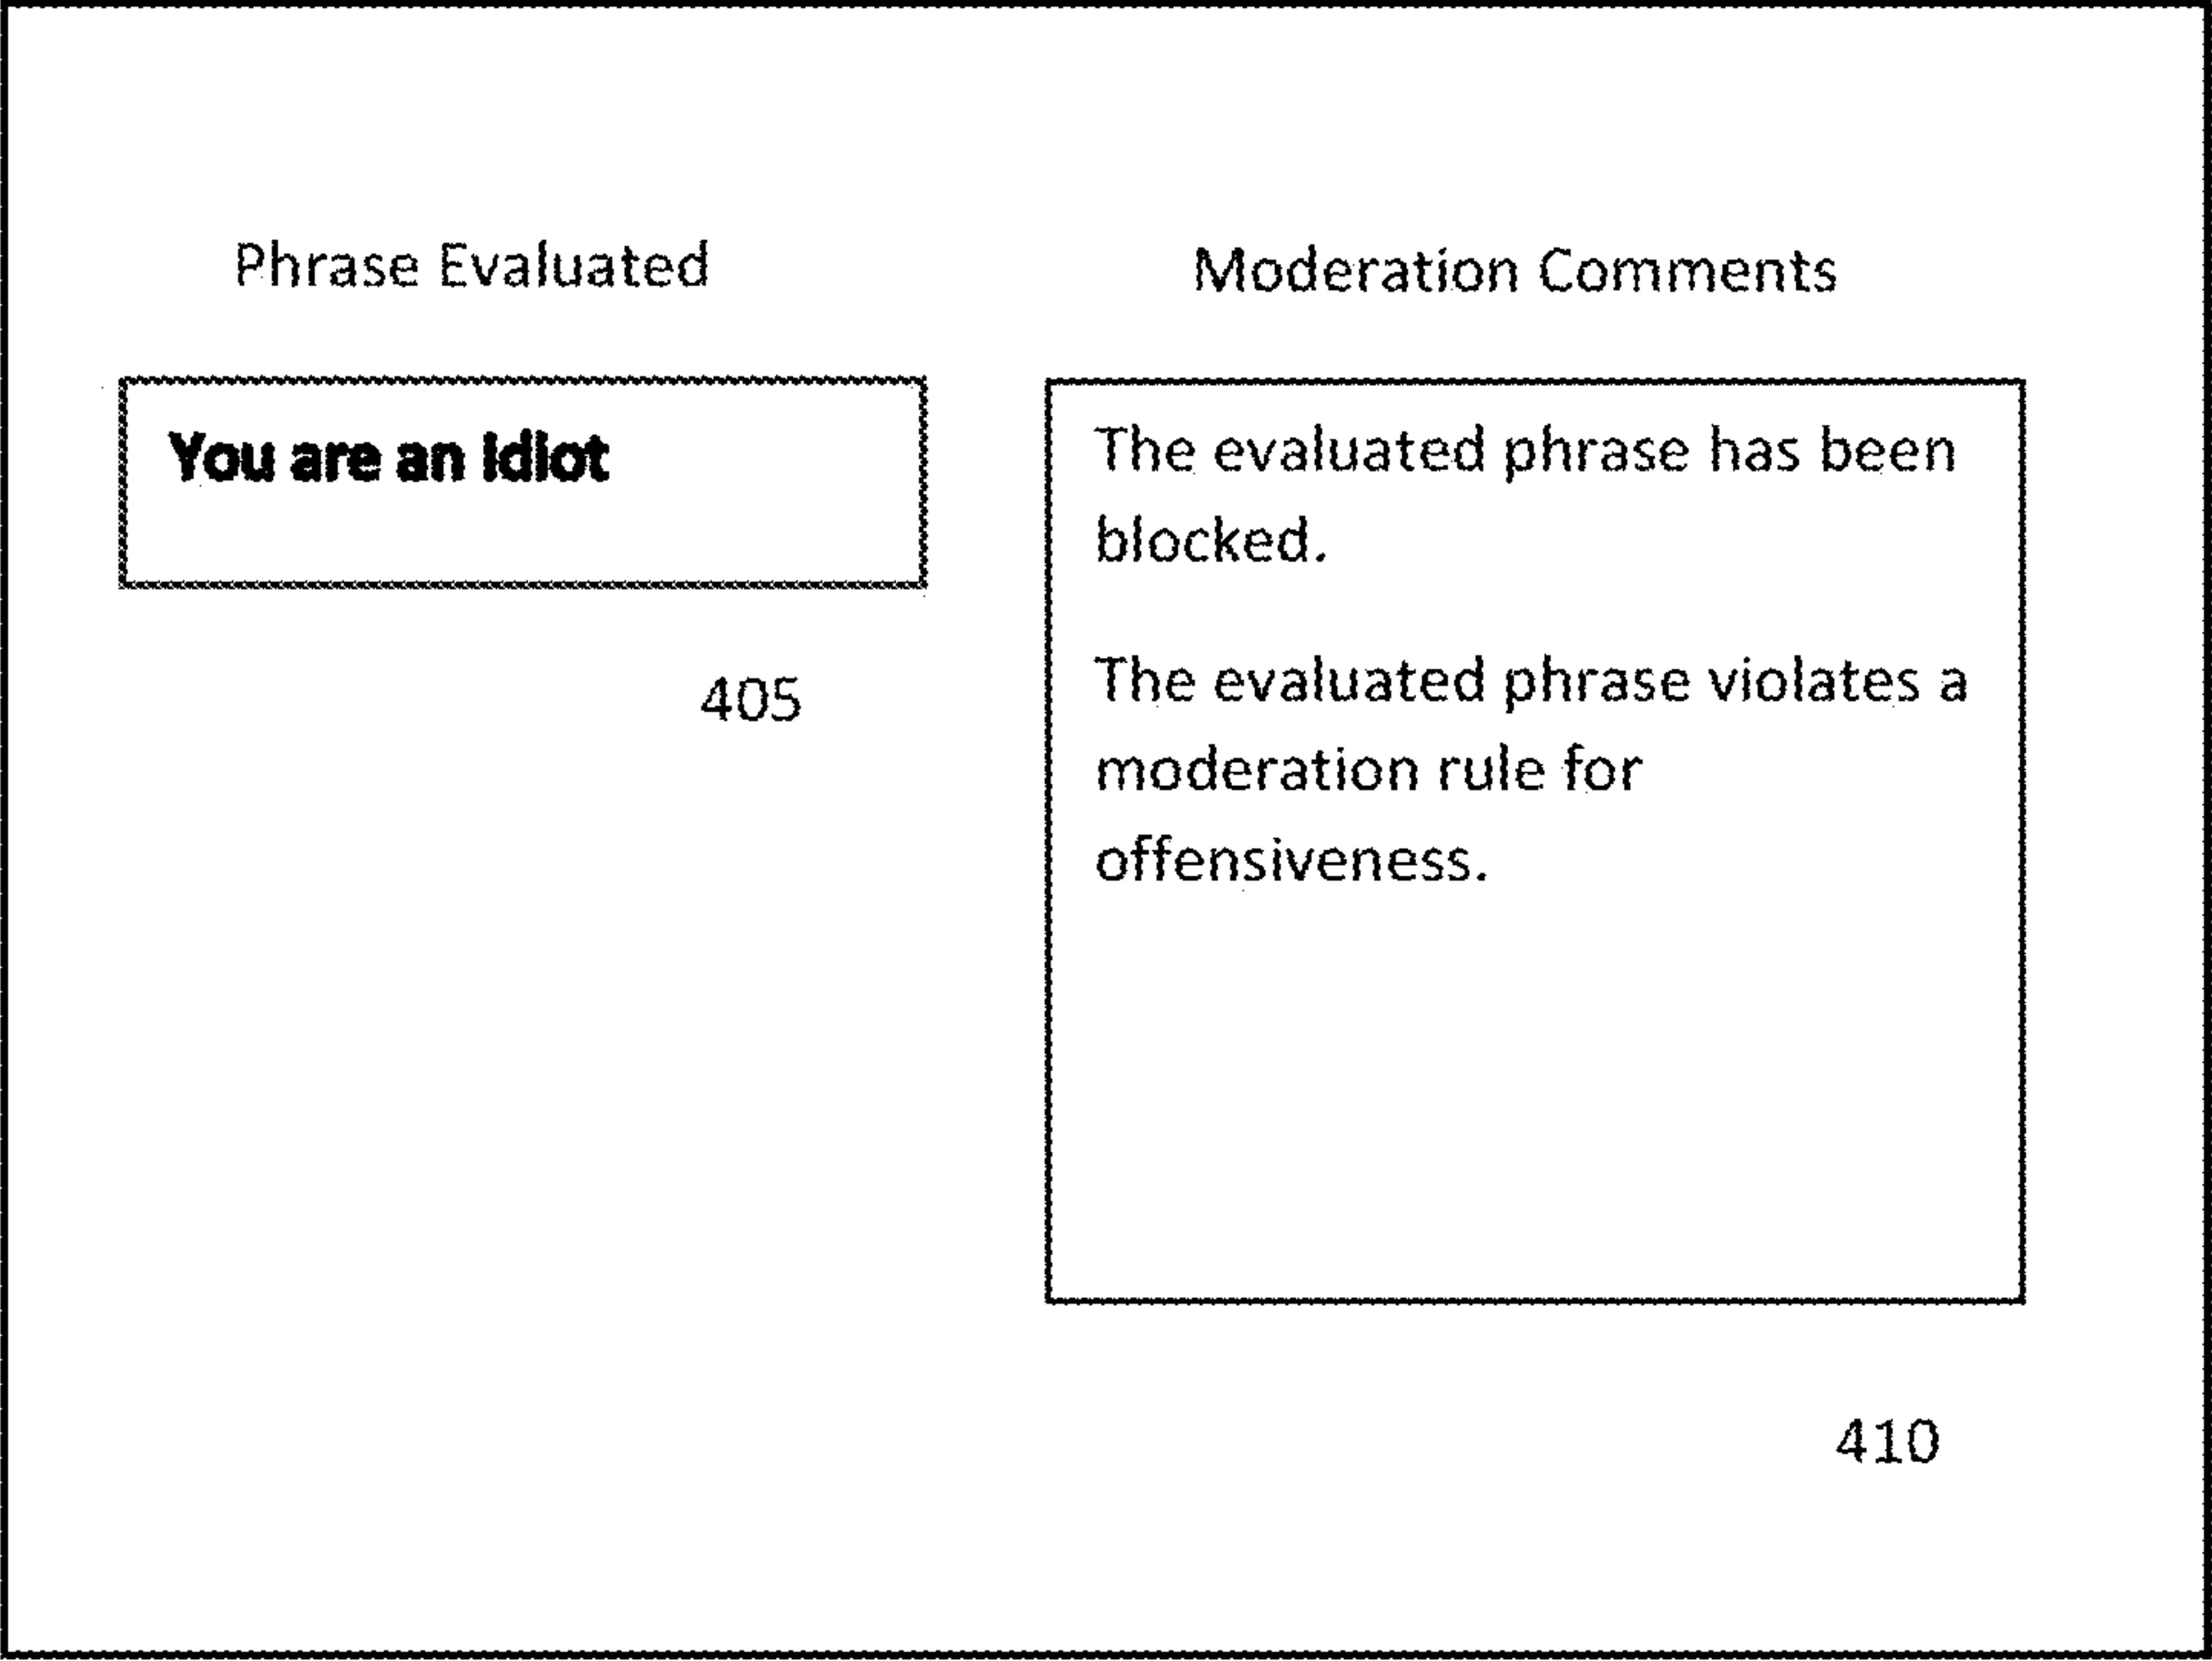 Phrase Evaluated
You are an Idiot
405
Moderation Comments
The evaluated phrase has been
blocked.
The evaluated phrase violates a
moderation rule for
offensiveness.
410